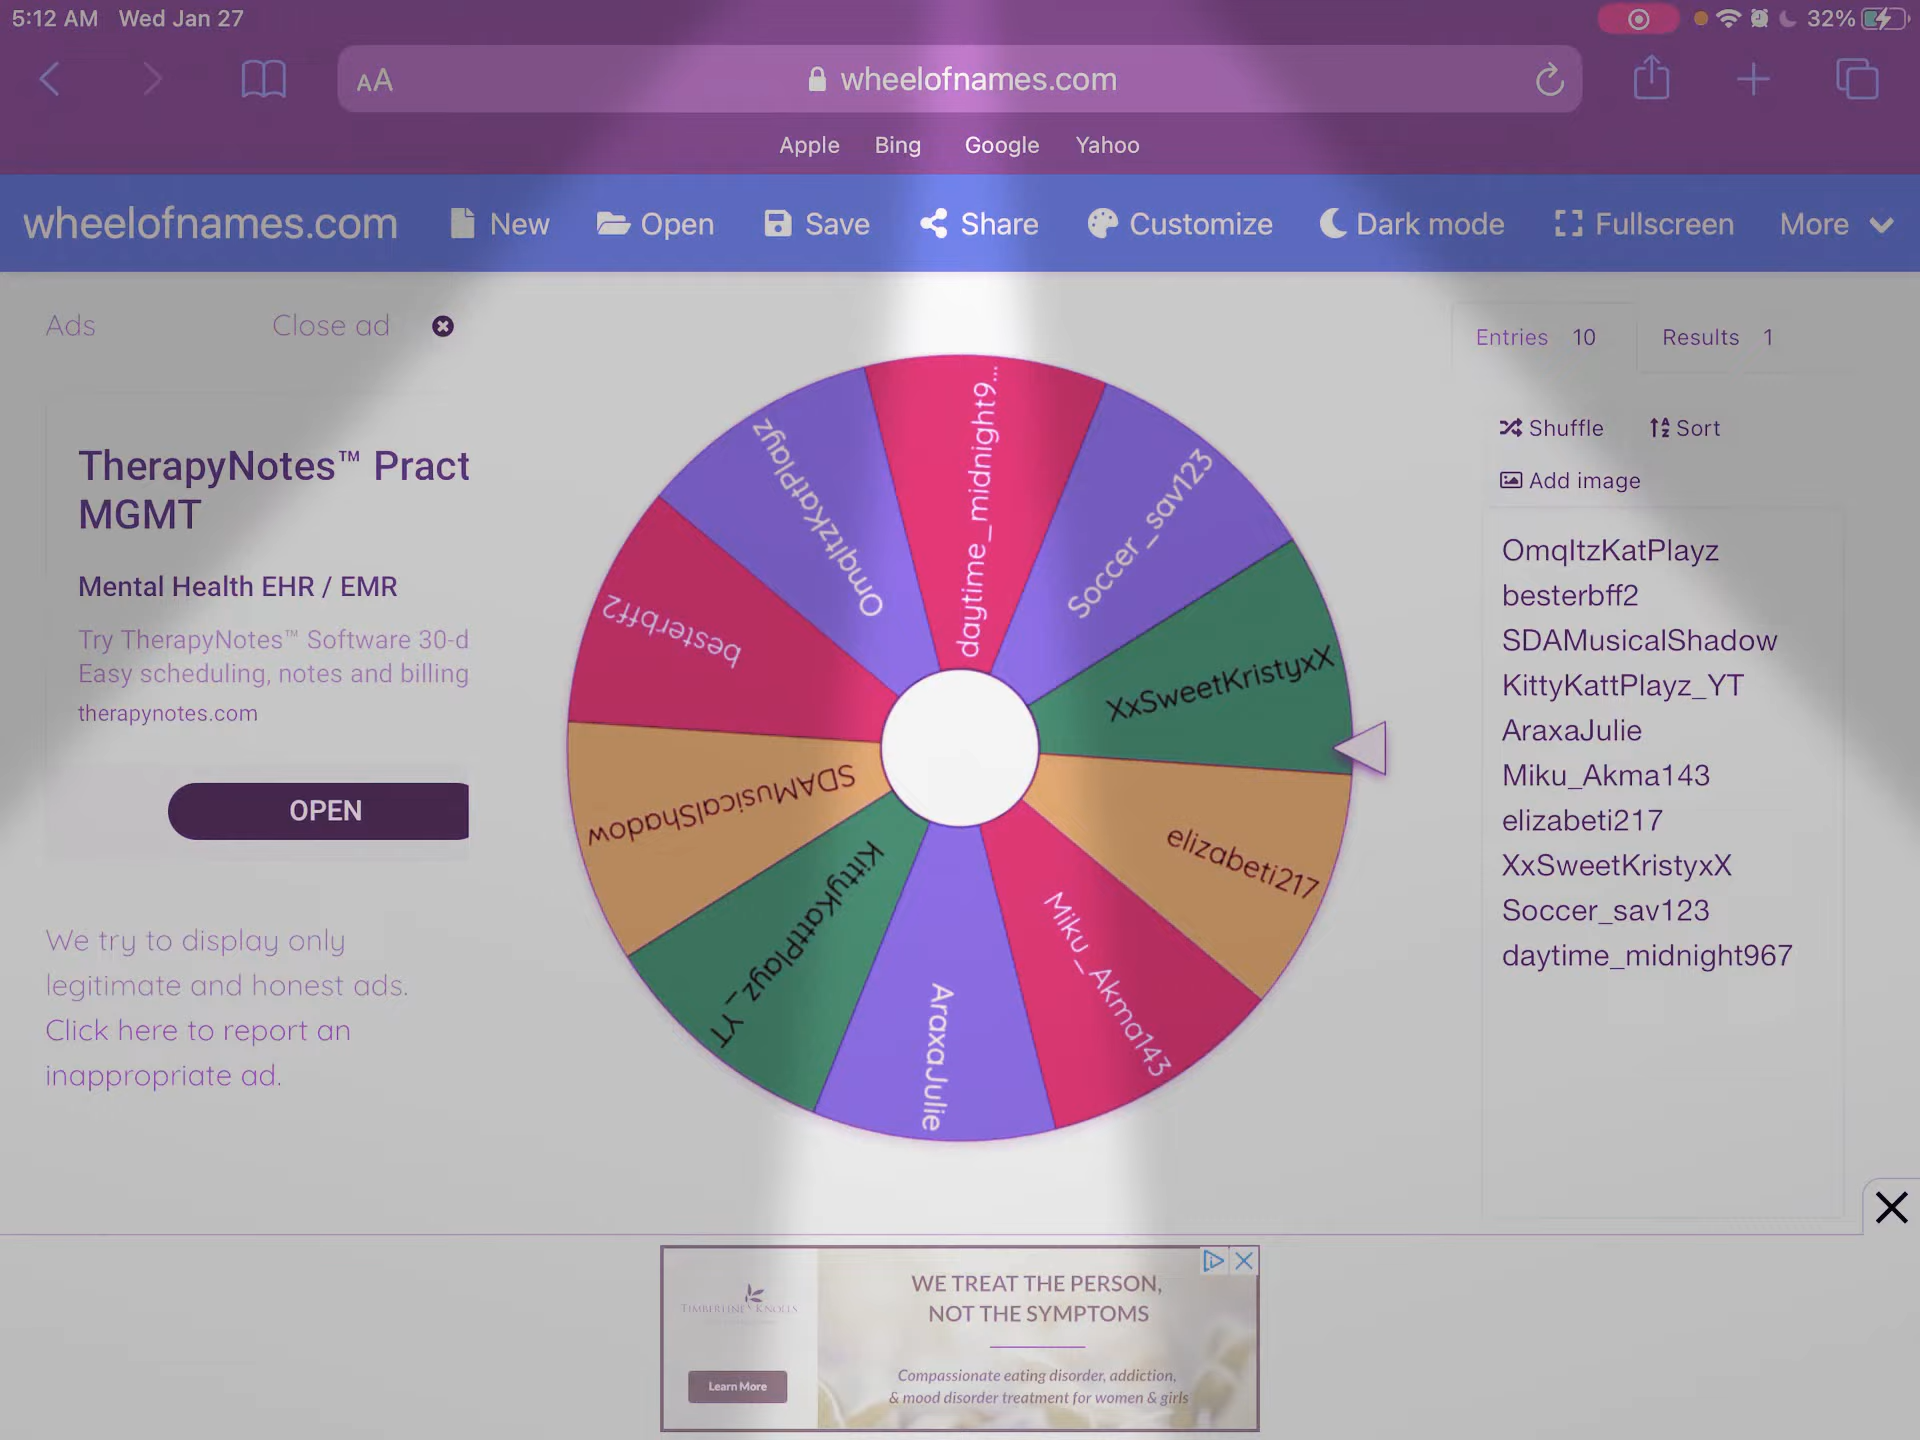 5:12 AM Wed Jan 27
32%
AA
wheelofnames.com
Apple Bing Google Yahoo
wheelofnames.com New Open Save Share Customize Dark mode Fullscreen More
Ads Close ad
TherapyNotes™ Pract
MGMT
Mental Health EHR / EMR
Try TherapyNotes™ Software 30-d
Easy scheduling, notes and billing
therapynotes.com
OPEN
We try to display only
legitimate and honest ads.
Click here to report an
inappropriate ad.
daytime_midnight9...
Soccer_sav123
XxSweetKristyxX
elizabeti217
Miku_Akma143
AraxaJulie
KittyKattPlayz_YT
SDAMusicalShadow
besterbff2
OmqItzKatPlayz
Entries 10 Results 1
Shuffle Sort
Add image
OmqItzKatPlayz
besterbff2
SDAMusicalShadow
KittyKattPlayz_YT
AraxaJulie
Miku_Akma143
elizabeti217
XxSweetKristyxX
Soccer_sav123
daytime_midnight967
TIMBERLINE KNOLLS
Learn More
WE TREAT THE PERSON,
NOT THE SYMPTOMS
Compassionate eating disorder, addiction,
& mood disorder treatment for women & girls